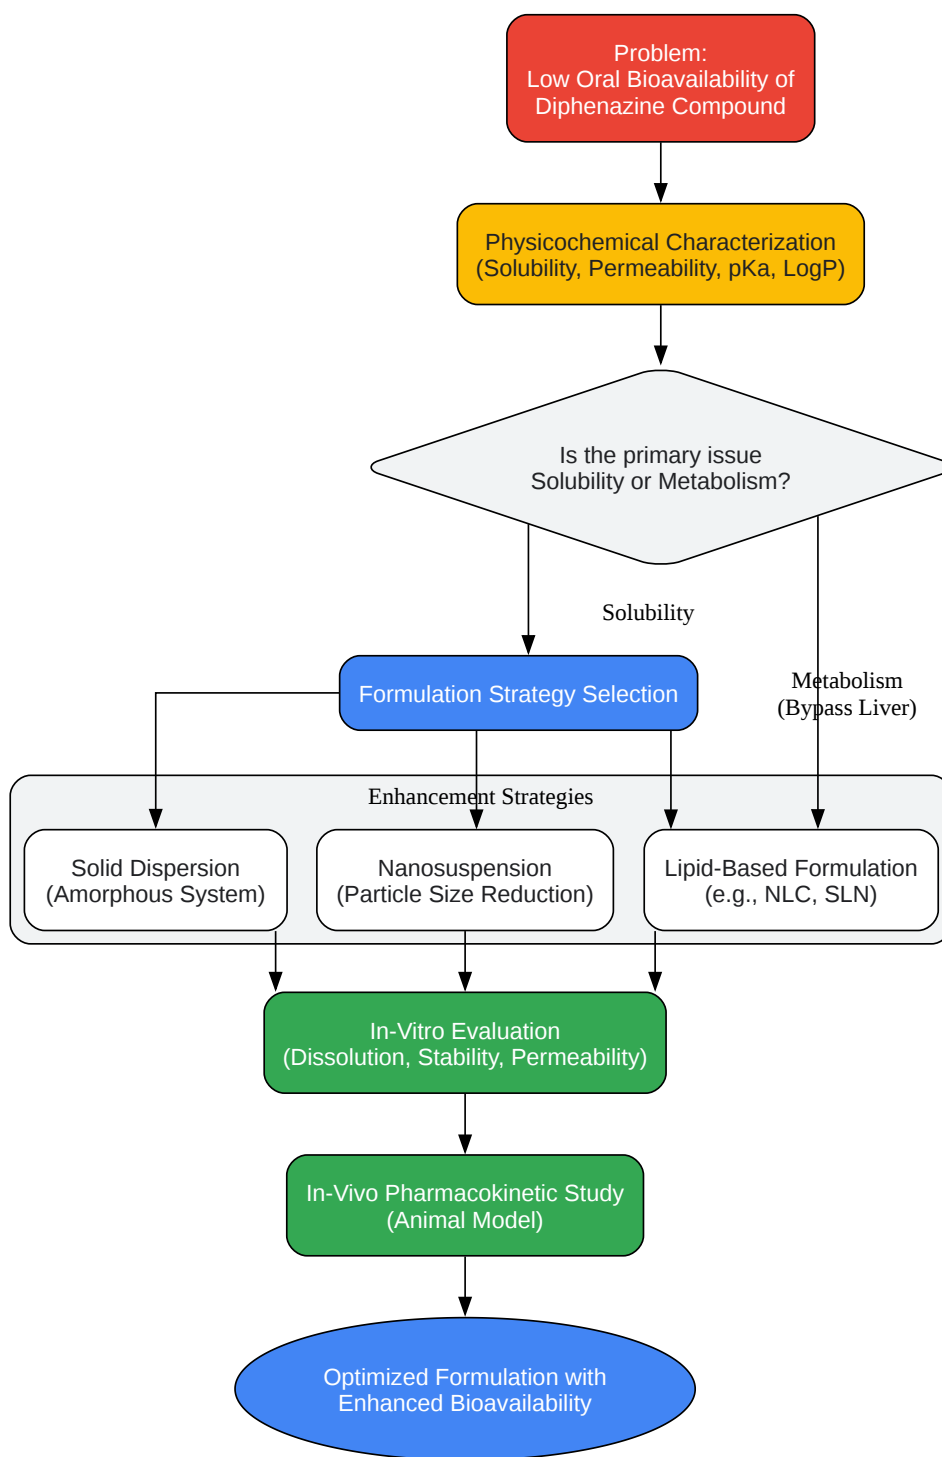 Problem:
Low Oral Bioavailability of
Diphenazine Compound
Physicochemical Characterization
(Solubility, Permeability, pKa, LogP)
Is the primary issue
Solubility or Metabolism?
Solubility
Metabolism
(Bypass Liver)
Formulation Strategy Selection
Enhancement Strategies
Solid Dispersion
(Amorphous System)
Nanosuspension
(Particle Size Reduction)
Lipid-Based Formulation
(e.g., NLC, SLN)
In-Vitro Evaluation
(Dissolution, Stability, Permeability)
In-Vivo Pharmacokinetic Study
(Animal Model)
Optimized Formulation with
Enhanced Bioavailability